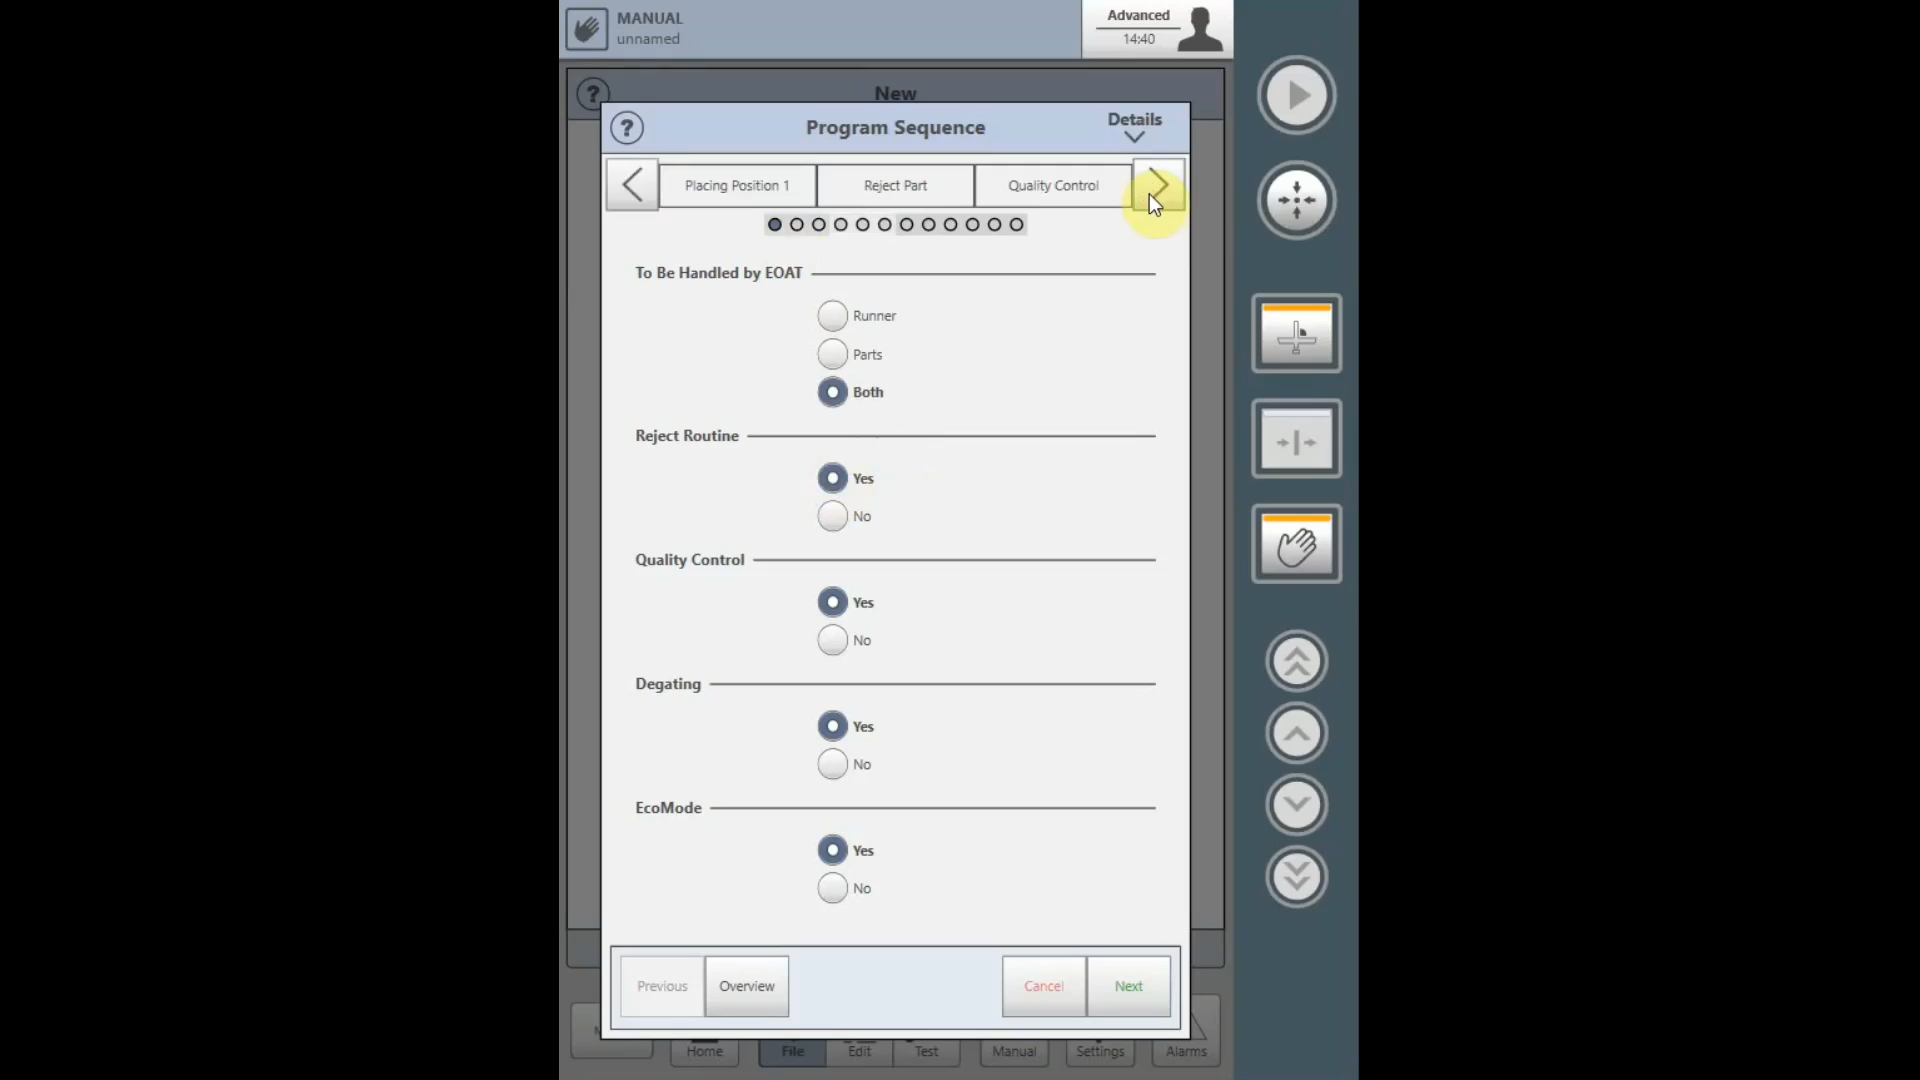 MANUAL
unnamed
Advanced
14:40
? New
? Program Sequence Details
Placing Position 1 Reject Part Quality Control
To Be Handled by EOAT
Runner
Parts
Both
Reject Routine
Yes
No
Quality Control
Yes
No
Degating
Yes
No
EcoMode
Yes
No
Previous Overview Cancel Next
Home File Edit Test Manual Settings Alarms